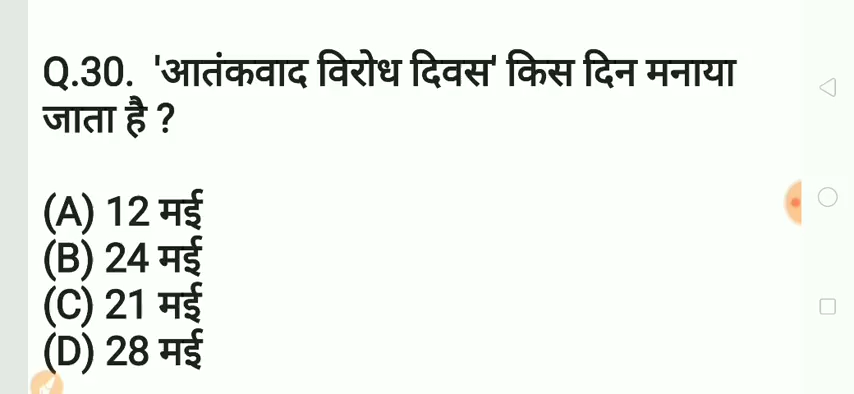 Q.30. 'आतंकवाद विरोध दिवस' किस दिन मनाया
जाता है ?
(A) 12 मई
(B) 24 मई
(C) 21 मई
(D) 28 मई